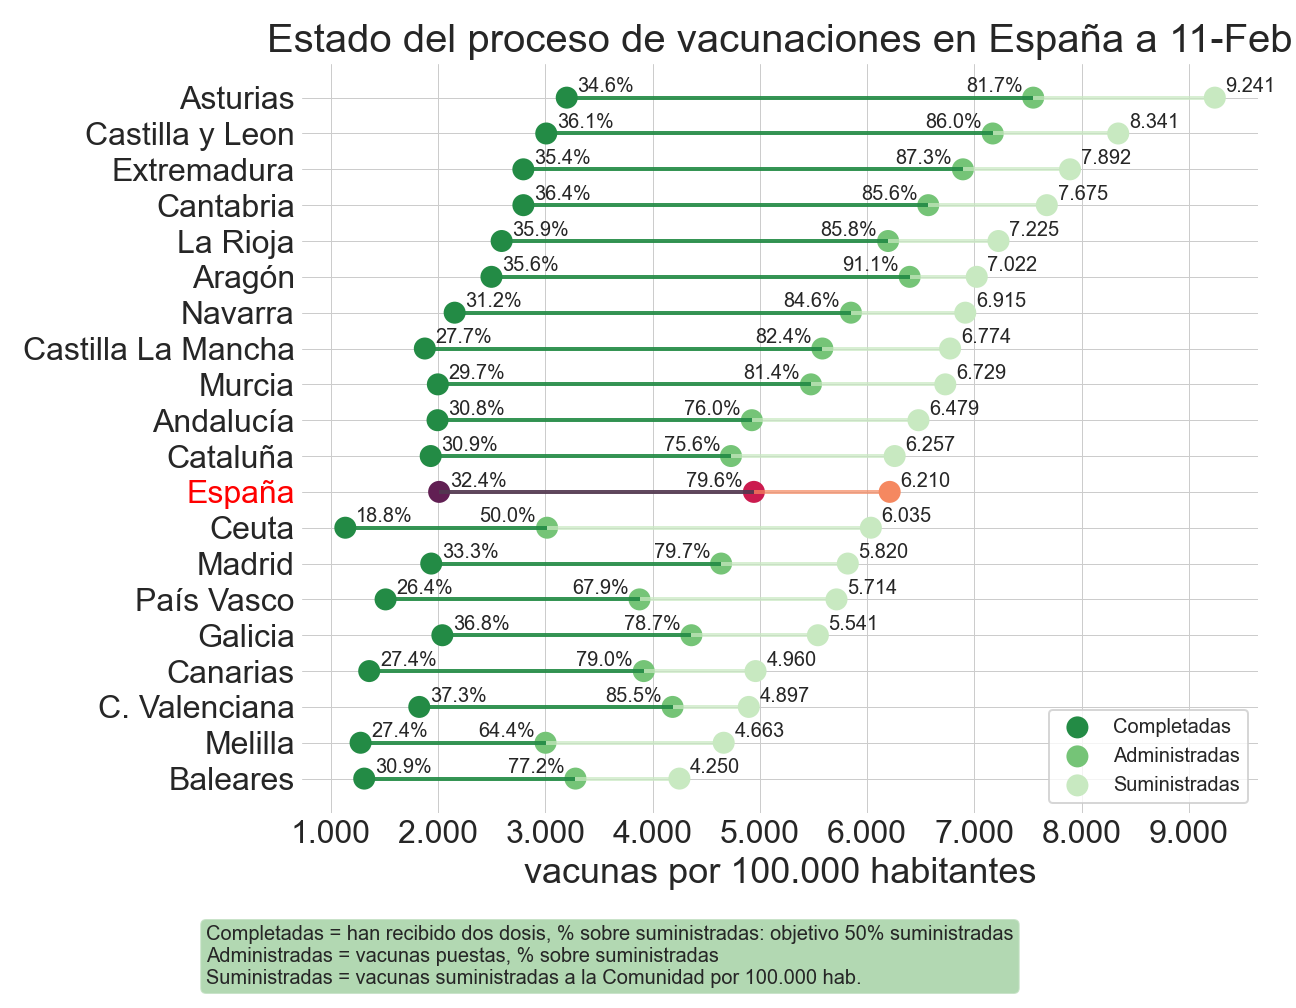 Estado del proceso de vacunaciones en España a 11-Feb
Asturias 34.6% 81.7% 9.241
Castilla y Leon 36.1% 86.0% 8.341
Extremadura 35.4% 87.3% 7.892
Cantabria 36.4% 85.6% 7.675
La Rioja 35.9% 85.8% 7.225
Aragón 35.6% 91.1% 7.022
Navarra 31.2% 84.6% 6.915
Castilla La Mancha 27.7% 82.4% 6.774
Murcia 29.7% 81.4% 6.729
Andalucía 30.8% 76.0% 6.479
Cataluña 30.9% 75.6% 6.257
España 32.4% 79.6% 6.210
Ceuta 18.8% 50.0% 6.035
Madrid 33.3% 79.7% 5.820
País Vasco 26.4% 67.9% 5.714
Galicia 36.8% 78.7% 5.541
Canarias 27.4% 79.0% 4.960
C. Valenciana 37.3% 85.5% 4.897
Melilla 27.4% 64.4% 4.663
Baleares 30.9% 77.2% 4.250
Completadas
Administradas
Suministradas
1.000 2.000 3.000 4.000 5.000 6.000 7.000 8.000 9.000
vacunas por 100.000 habitantes
Completadas = han recibido dos dosis, % sobre suministradas: objetivo 50% suministradas
Administradas = vacunas puestas, % sobre suministradas
Suministradas = vacunas suministradas a la Comunidad por 100.000 hab.